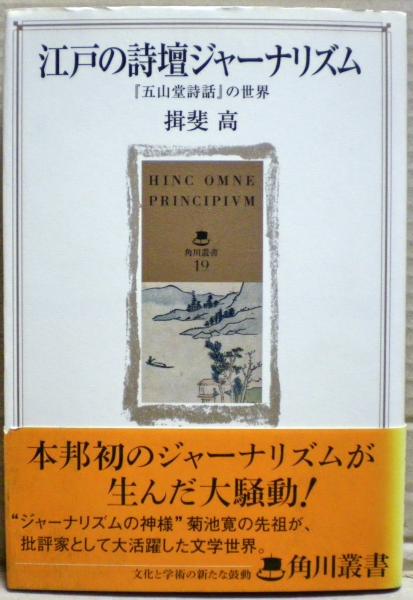 江戸の詩壇ジャーナリズム
『五山堂詩話』の世界
揖斐 高
HINC OMNE
PRINCIPIVM
角川叢書
19
本邦初のジャーナリズムが
生んだ大騒動!
“ジャーナリズムの神様”菊池寛の先祖が、
批評家として大活躍した文学世界。
文化と学術の新たな鼓動
角川叢書